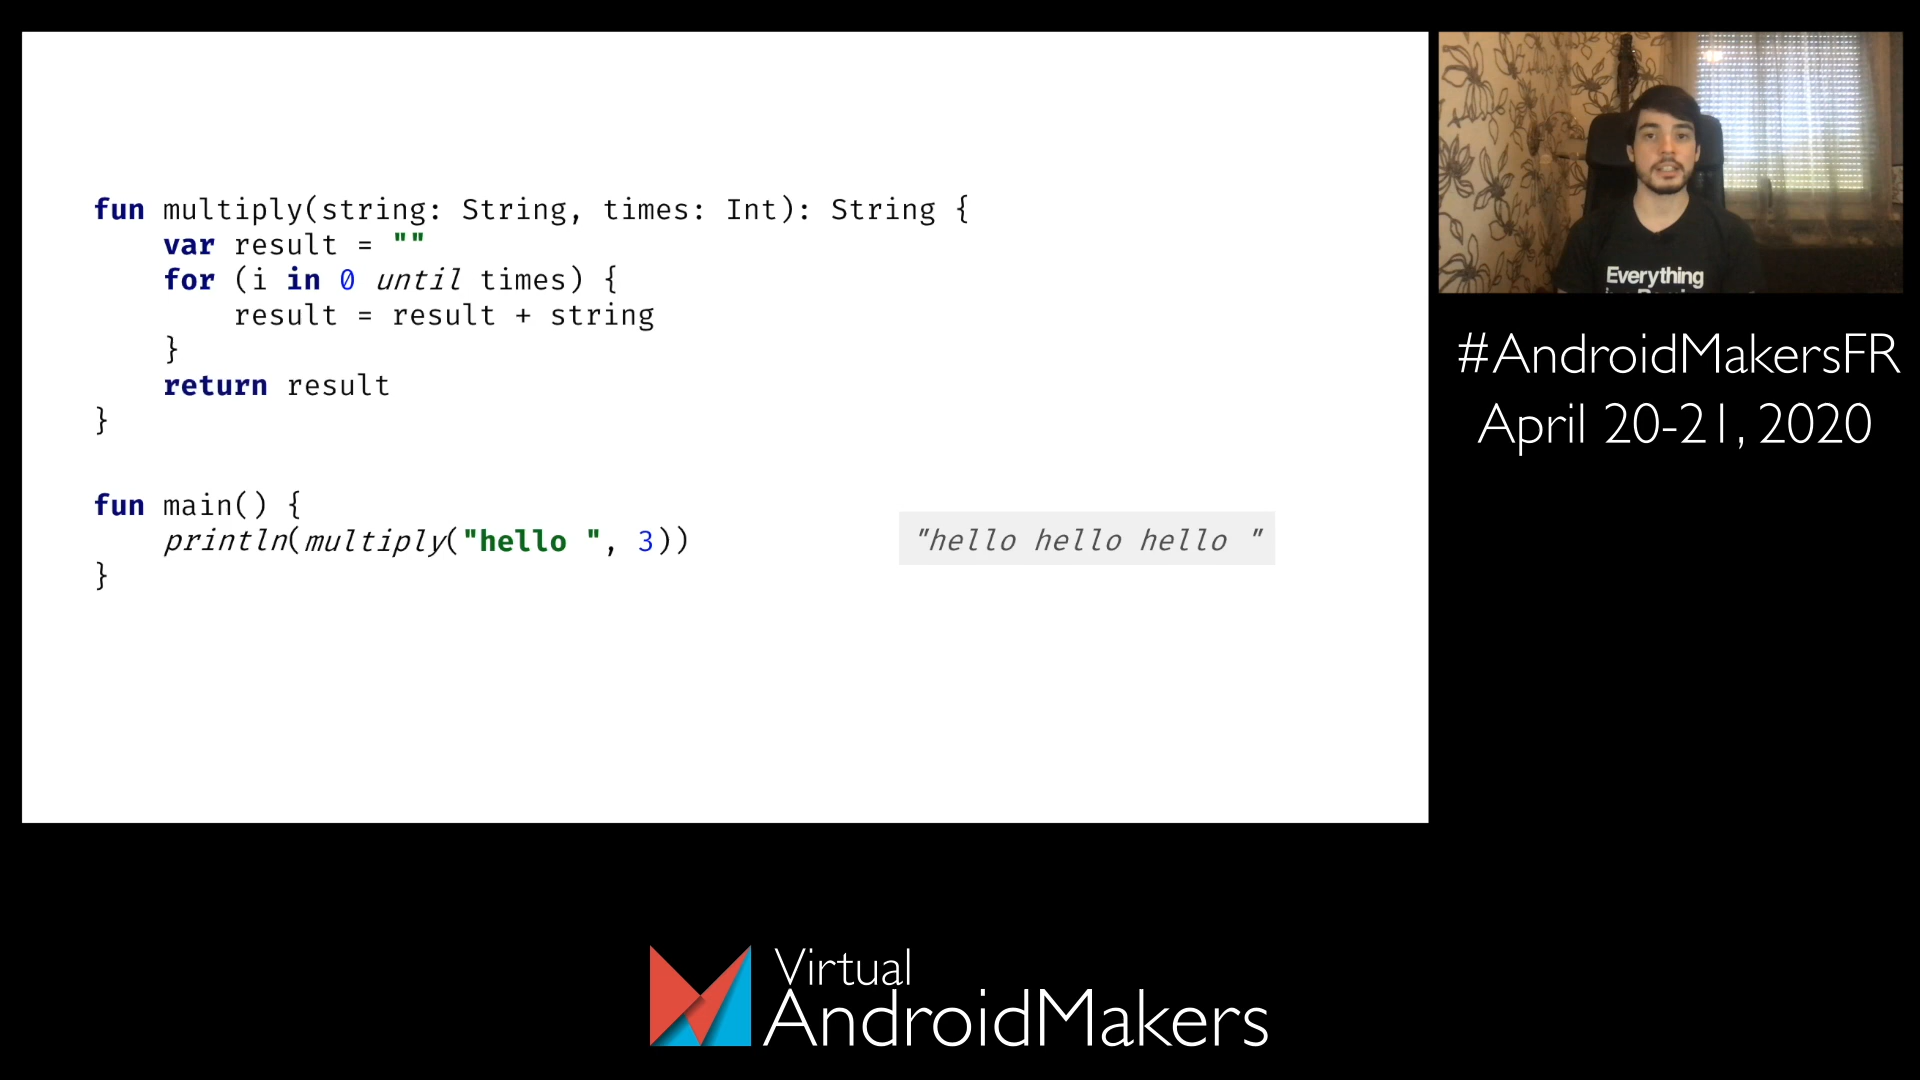 fun multiply(string: String, times: Int): String {
    var result = ""
    for (i in 0 until times) {
        result = result + string
    }
    return result
}
fun main() {
    println(multiply("hello ", 3))
}
"hello hello hello "
Everything
#AndroidMakersFR
April 20-21, 2020
Virtual
AndroidMakers